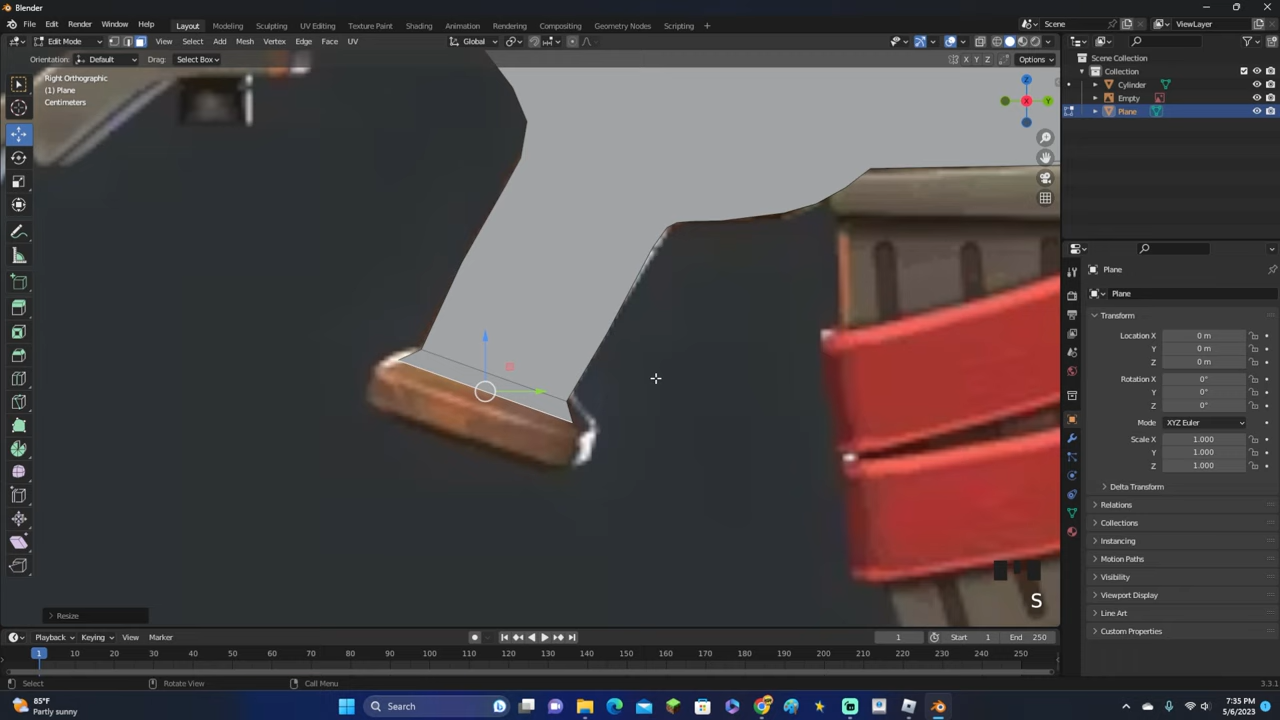 Blender
File Edit Render Window Help Layout Modeling Sculpting UV Editing Texture Paint Shading Animation Rendering Compositing Geometry Nodes Scripting + Scene ViewLayer
Edit Mode View Select Add Mesh Vertex Edge Face UV Global
Orientation: Default Drag: Select Box X Y Z Options
Right Orthographic
(1) Plane
Centimeters
Z
X
Y
Scene Collection
Collection
Cylinder
Empty
Plane
Plane
Plane
Transform
Location X 0 m
Y 0 m
Z 0 m
Rotation X 0°
Y 0°
Z 0°
Mode XYZ Euler
Scale X 1.000
Y 1.000
Z 1.000
Delta Transform
Relations
Collections
Instancing
Motion Paths
Visibility
Viewport Display
Line Art
Custom Properties
S
Resize
Playback Keying View Marker 1 Start 1 End 250
1 10 20 30 40 50 60 70 80 90 100 110 120 130 140 150 160 170 180 190 200 210 220 230 240 250
Select Rotate View Call Menu 3.3.1
85°F
Partly sunny
Search
7:35 PM
5/6/2023